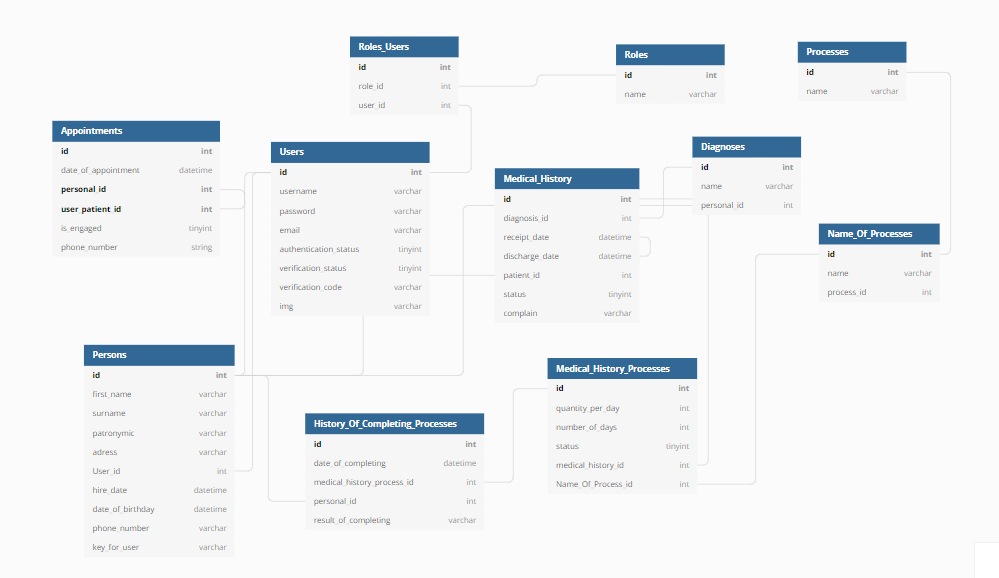 Roles_Users
id int
role_id int
user_id int
Roles
id int
name varchar
Processes
id int
name varchar
Appointments
id int
date_of_appointment datetime
personal_id int
user_patient_id int
is_engaged tinyint
phone_number string
Users
id int
username varchar
password varchar
email varchar
authentication_status tinyint
verification_status tinyint
verification_code varchar
img varchar
Medical_History
id int
diagnosis_id int
receipt_date datetime
discharge_date datetime
patient_id int
status tinyint
complain varchar
Diagnoses
id int
name varchar
personal_id int
Name_Of_Processes
id int
name varchar
process_id int
Persons
id int
first_name varchar
surname varchar
patronymic varchar
adress varchar
User_id int
hire_date datetime
date_of_birthday datetime
phone_number varchar
key_for_user varchar
History_Of_Completing_Processes
id int
date_of_completing datetime
medical_history_process_id int
personal_id int
result_of_completing varchar
Medical_History_Processes
id int
quantity_per_day int
number_of_days int
status tinyint
medical_history_id int
Name_Of_Process_id int